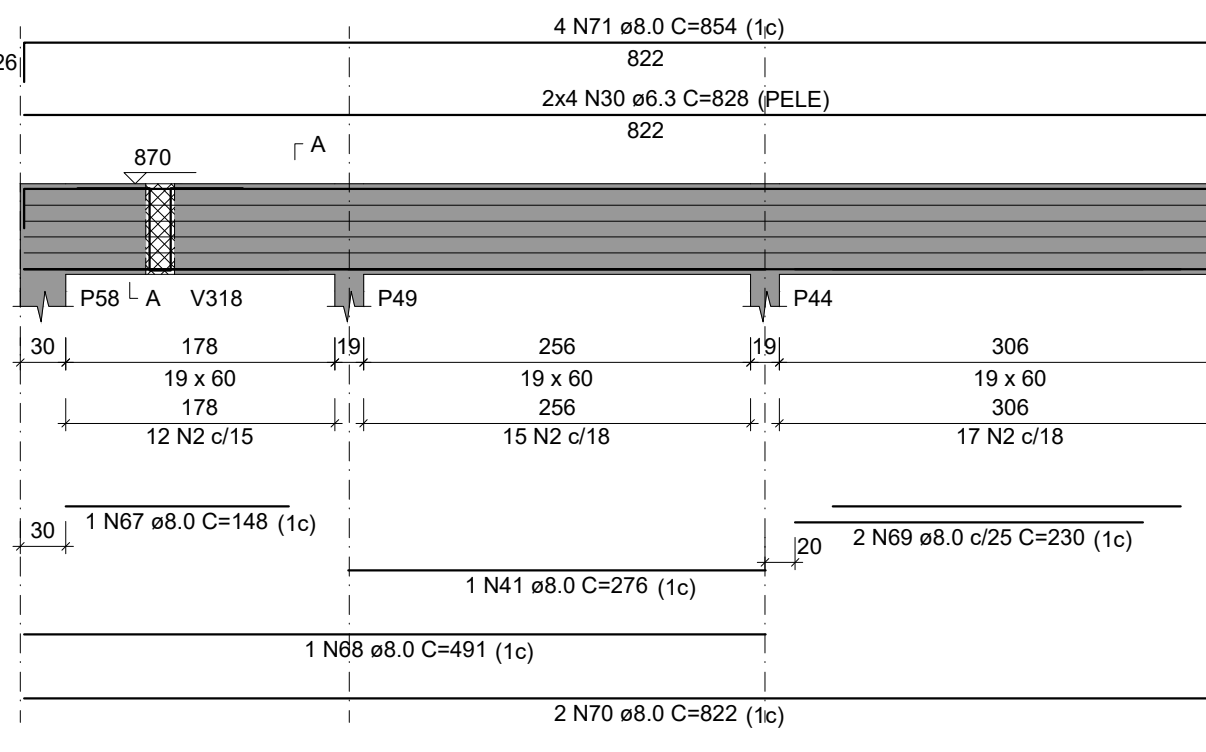 4 N71 ø8.0 C=854 (1c)
26
822
2x4 N30 ø6.3 C=828 (PELE)
822
A
870
P58 A V318 P49 P44
30 178 19 256 19 306
19 x 60 19 x 60 19 x 60
178 256 306
12 N2 c/15 15 N2 c/18 17 N2 c/18
30 1 N67 ø8.0 C=148 (1c)
20 2 N69 ø8.0 c/25 C=230 (1c)
1 N41 ø8.0 C=276 (1c)
1 N68 ø8.0 C=491 (1c)
2 N70 ø8.0 C=822 (1c)